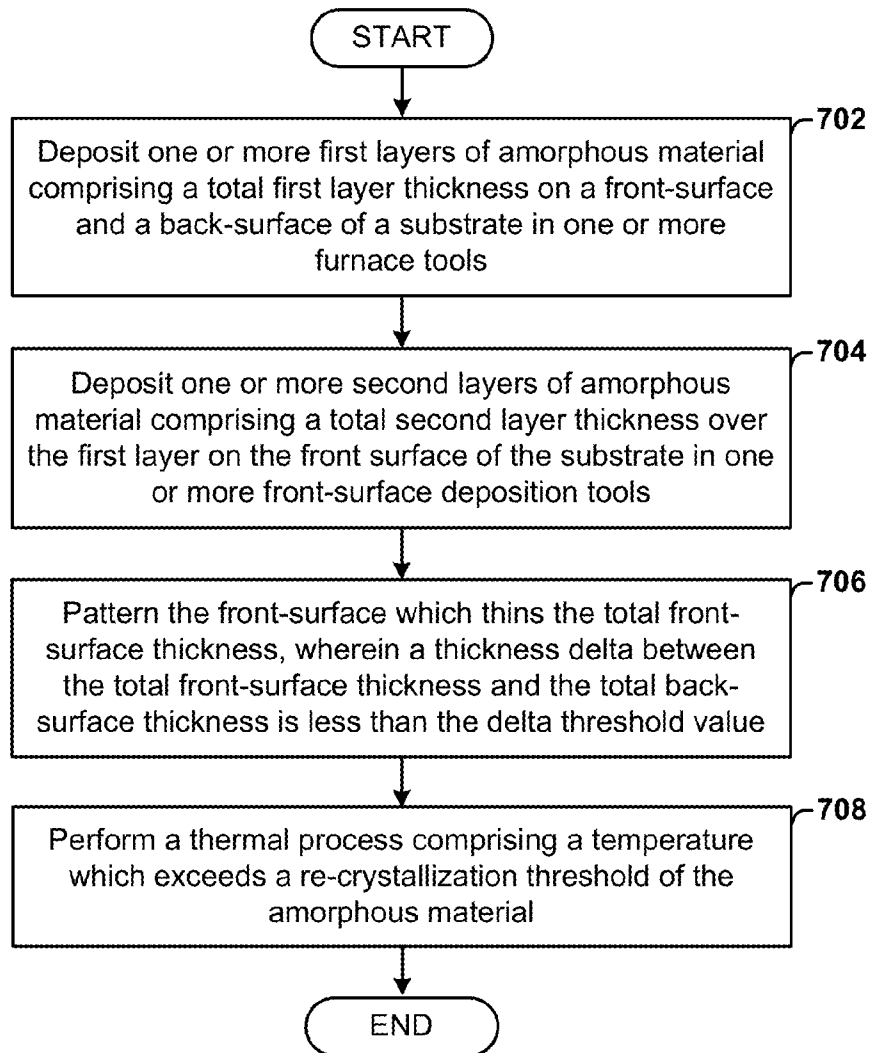 START
702
Deposit one or more first layers of amorphous material
comprising a total first layer thickness on a front-surface
and a back-surface of a substrate in one or more
furnace tools
704
Deposit one or more second layers of amorphous
material comprising a total second layer thickness over
the first layer on the front surface of the substrate in one
or more front-surface deposition tools
706
Pattern the front-surface which thins the total front-
surface thickness, wherein a thickness delta between
the total front-surface thickness and the total back-
surface thickness is less than the delta threshold value
708
Perform a thermal process comprising a temperature
which exceeds a re-crystallization threshold of the
amorphous material
END